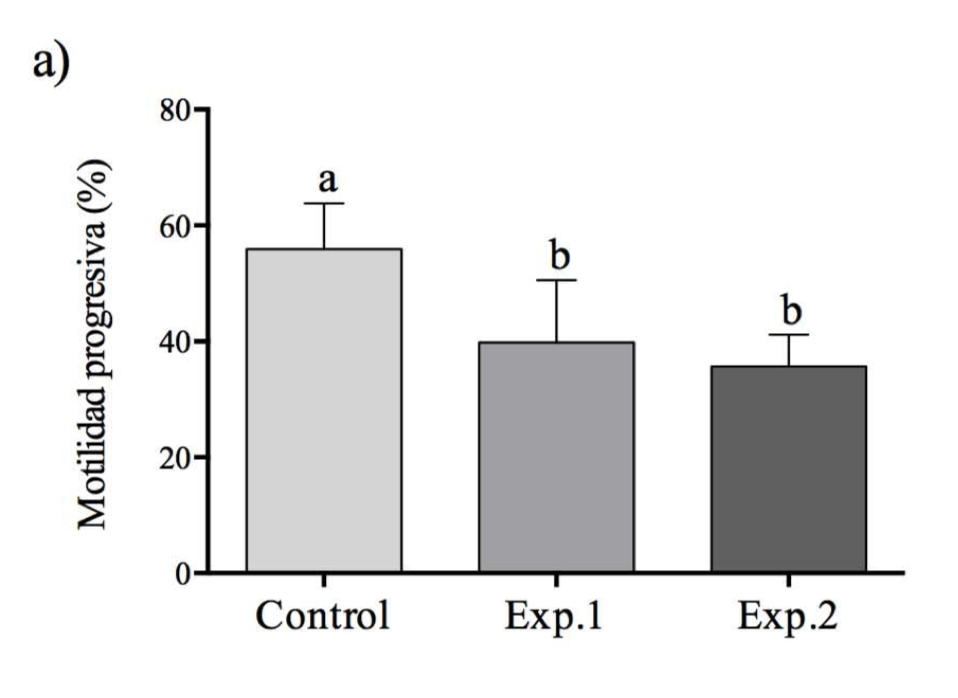 a)
Motilidad progresiva (%)
80
60
40
20
0
a
b
b
Control
Exp.1
Exp.2